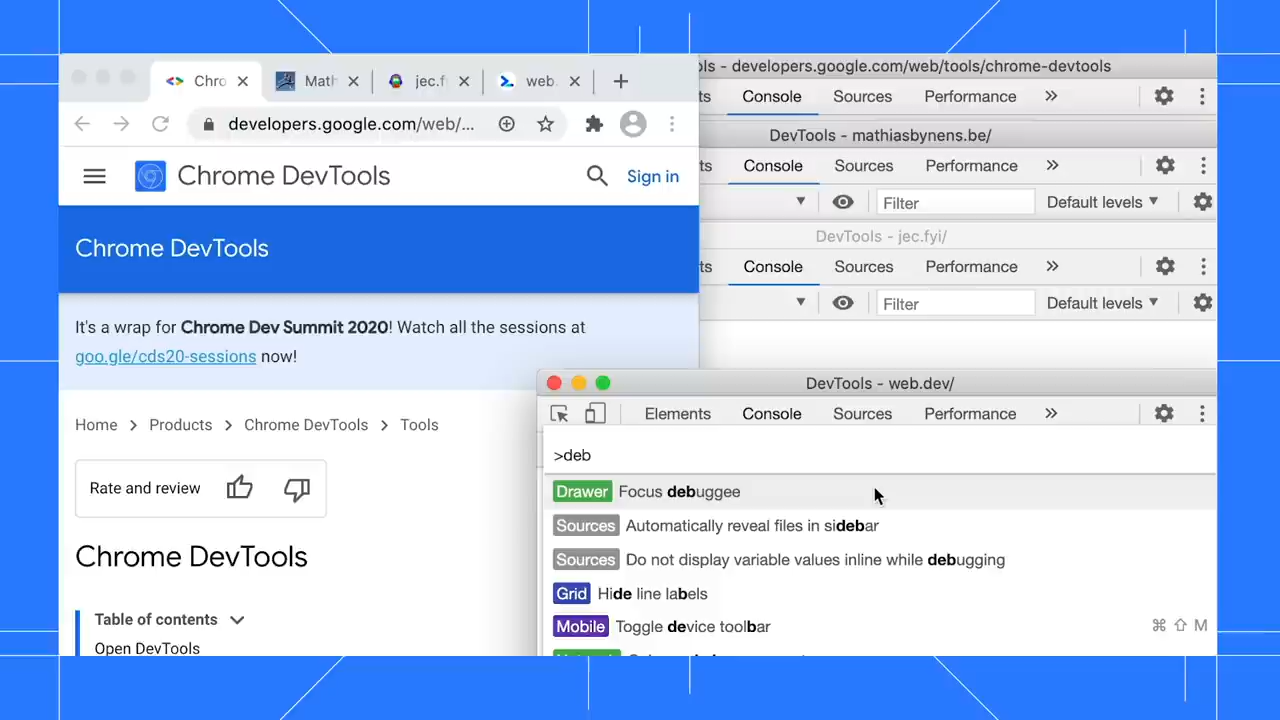 Chro
Math
jec.f
web.
developers.google.com/web/...
Chrome DevTools
Sign in
Chrome DevTools
It's a wrap for Chrome Dev Summit 2020! Watch all the sessions at
goo.gle/cds20-sessions now!
Home > Products > Chrome DevTools > Tools
Rate and review
Chrome DevTools
Table of contents
Open DevTools
ols - developers.google.com/web/tools/chrome-devtools
ts Console Sources Performance »
DevTools - mathiasbynens.be/
ts Console Sources Performance »
Filter Default levels ▼
DevTools - jec.fyi/
ts Console Sources Performance »
Filter Default levels ▼
DevTools - web.dev/
Elements Console Sources Performance »
>deb
Drawer Focus debuggee
Sources Automatically reveal files in sidebar
Sources Do not display variable values inline while debugging
Grid Hide line labels
Mobile Toggle device toolbar ⌘ ⇧ M